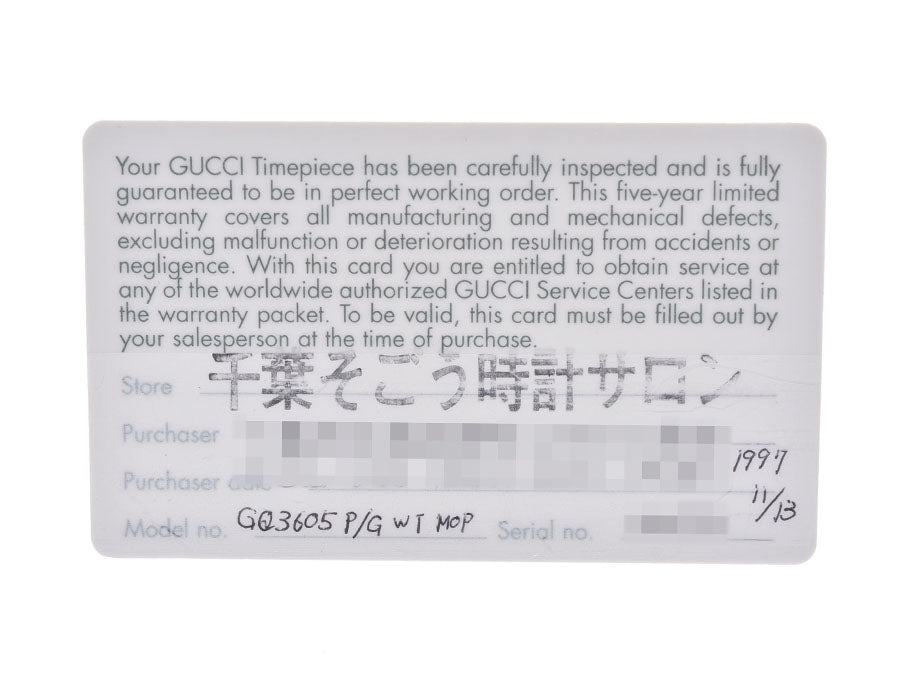 Your GUCCI Timepiece has been carefully inspected and is fully
guaranteed to be in perfect working order. This five-year limited
warranty covers all manufacturing and mechanical defects,
excluding malfunction or deterioration resulting from accidents or
negligence. With this card you are entitled to obtain service at
any of the worldwide authorized GUCCI Service Centers listed in
the warranty packet. To be valid, this card must be filled out by
your salesperson at the time of purchase.
Store 千葉そごう時計サロン
Purchaser
1997
Purchaser date
11/13
Model no. GQ3605 P/G WT MOP Serial no.